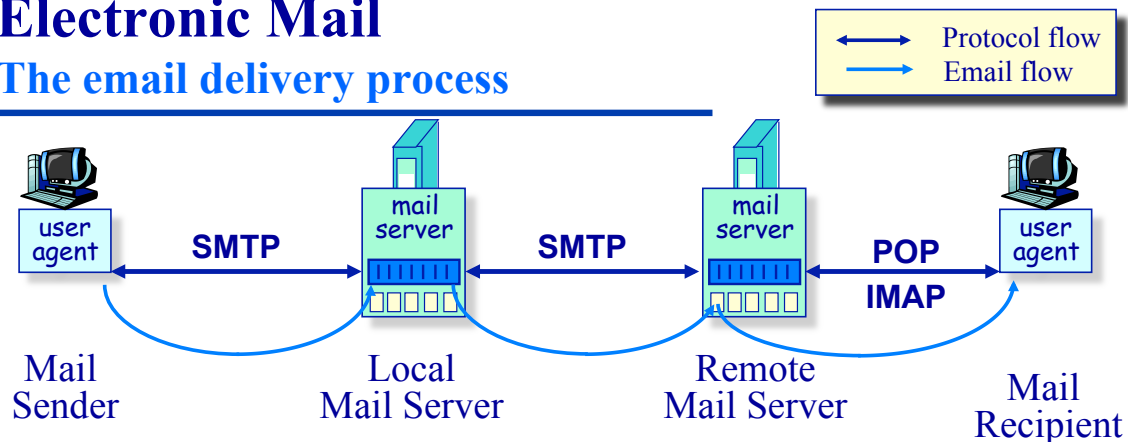 Electronic Mail
The email delivery process
Protocol flow
Email flow
user
agent
SMTP
mail
server
SMTP
mail
server
POP
IMAP
user
agent
Mail
Sender
Local
Mail Server
Remote
Mail Server
Mail
Recipient